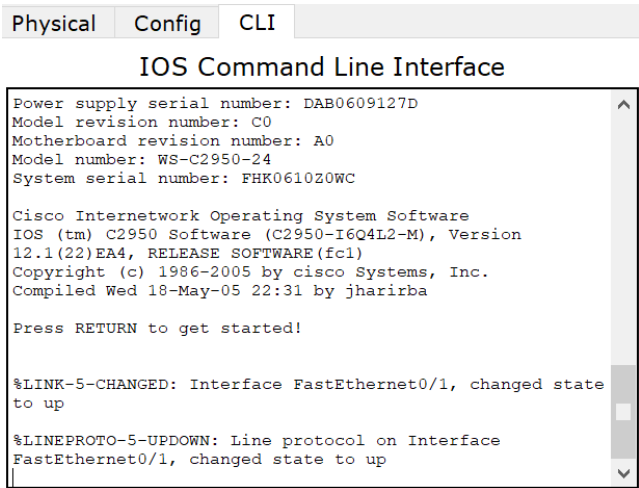 Physical Config CLI
IOS Command Line Interface
Power supply serial number: DAB0609127D
Model revision number: C0
Motherboard revision number: A0
Model number: WS-C2950-24
System serial number: FHK0610Z0WC
Cisco Internetwork Operating System Software
IOS (tm) C2950 Software (C2950-I6Q4L2-M), Version
12.1(22)EA4, RELEASE SOFTWARE(fc1)
Copyright (c) 1986-2005 by cisco Systems, Inc.
Compiled Wed 18-May-05 22:31 by jharirba
Press RETURN to get started!
%LINK-5-CHANGED: Interface FastEthernet0/1, changed state
to up
%LINEPROTO-5-UPDOWN: Line protocol on Interface
FastEthernet0/1, changed state to up